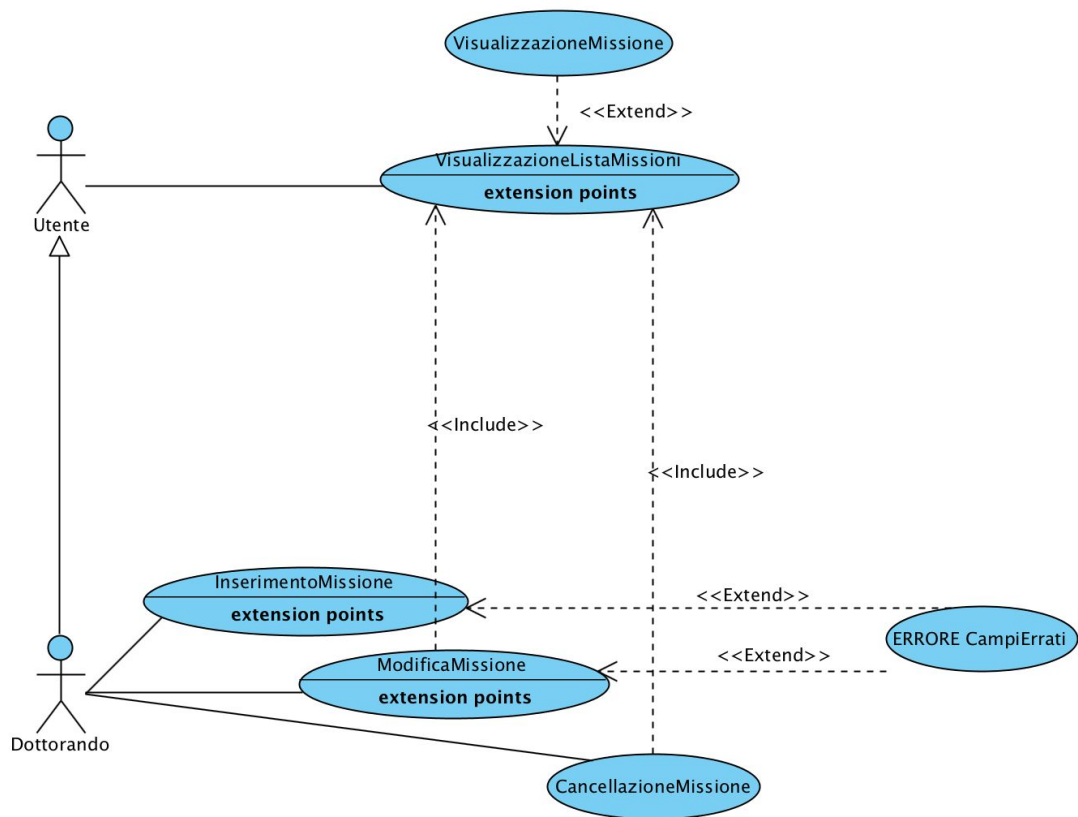 VisualizzazioneMissione
<<Extend>>
VisualizzazioneListaMissioni
extension points
Utente
<<Include>>
<<Include>>
InserimentoMissione
extension points
<<Extend>>
ERRORE CampiErrati
<<Extend>>
ModificaMissione
extension points
Dottorando
CancellazioneMissione